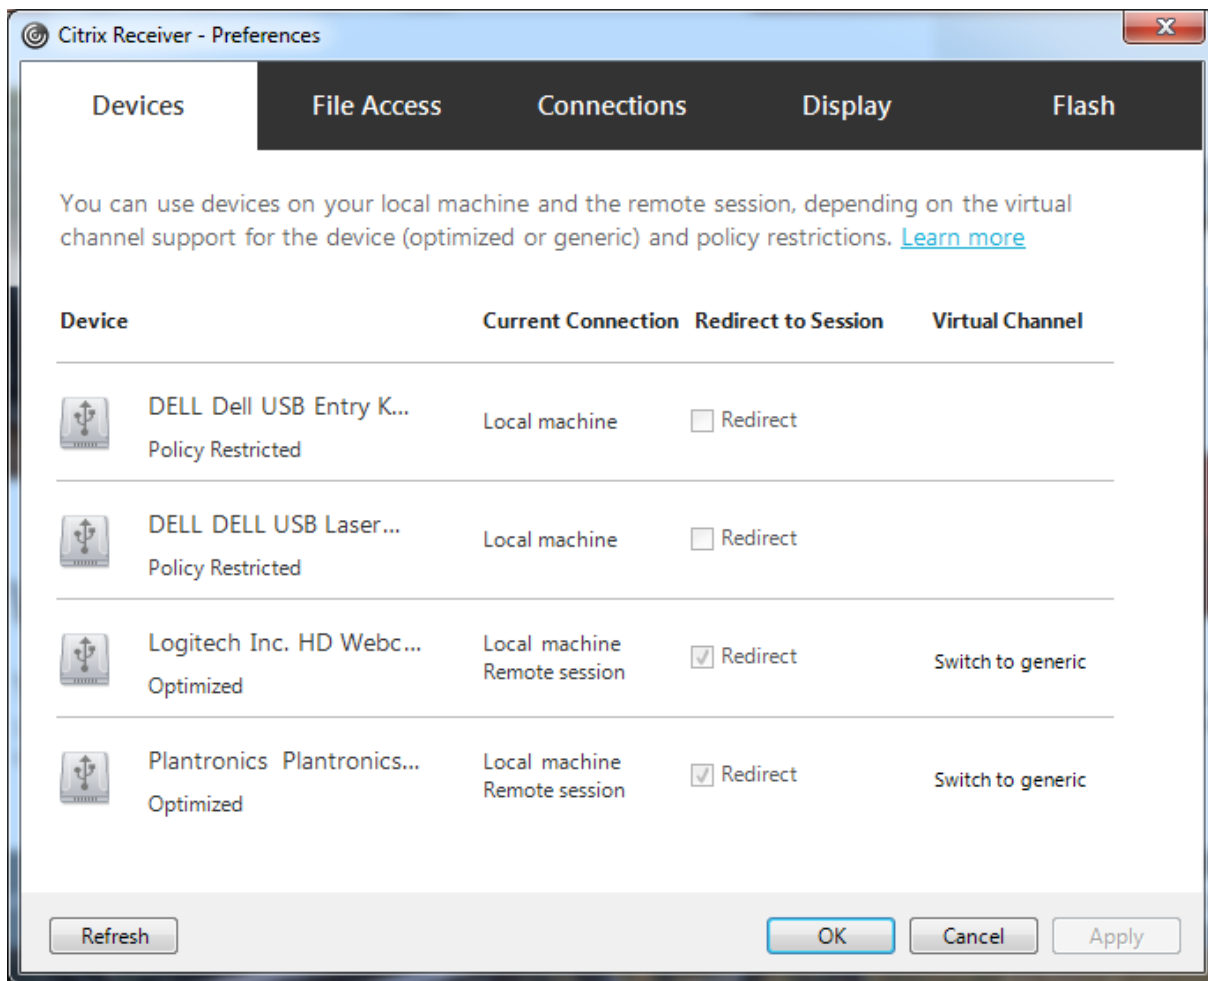 Citrix Receiver - Preferences
Devices File Access Connections Display Flash
You can use devices on your local machine and the remote session, depending on the virtual
channel support for the device (optimized or generic) and policy restrictions. Learn more
Device Current Connection Redirect to Session Virtual Channel
DELL Dell USB Entry K...
Policy Restricted
Local machine
Redirect
DELL DELL USB Laser...
Policy Restricted
Local machine
Redirect
Logitech Inc. HD Webc...
Optimized
Local machine
Remote session
Redirect
Switch to generic
Plantronics Plantronics...
Optimized
Local machine
Remote session
Redirect
Switch to generic
Refresh OK Cancel Apply